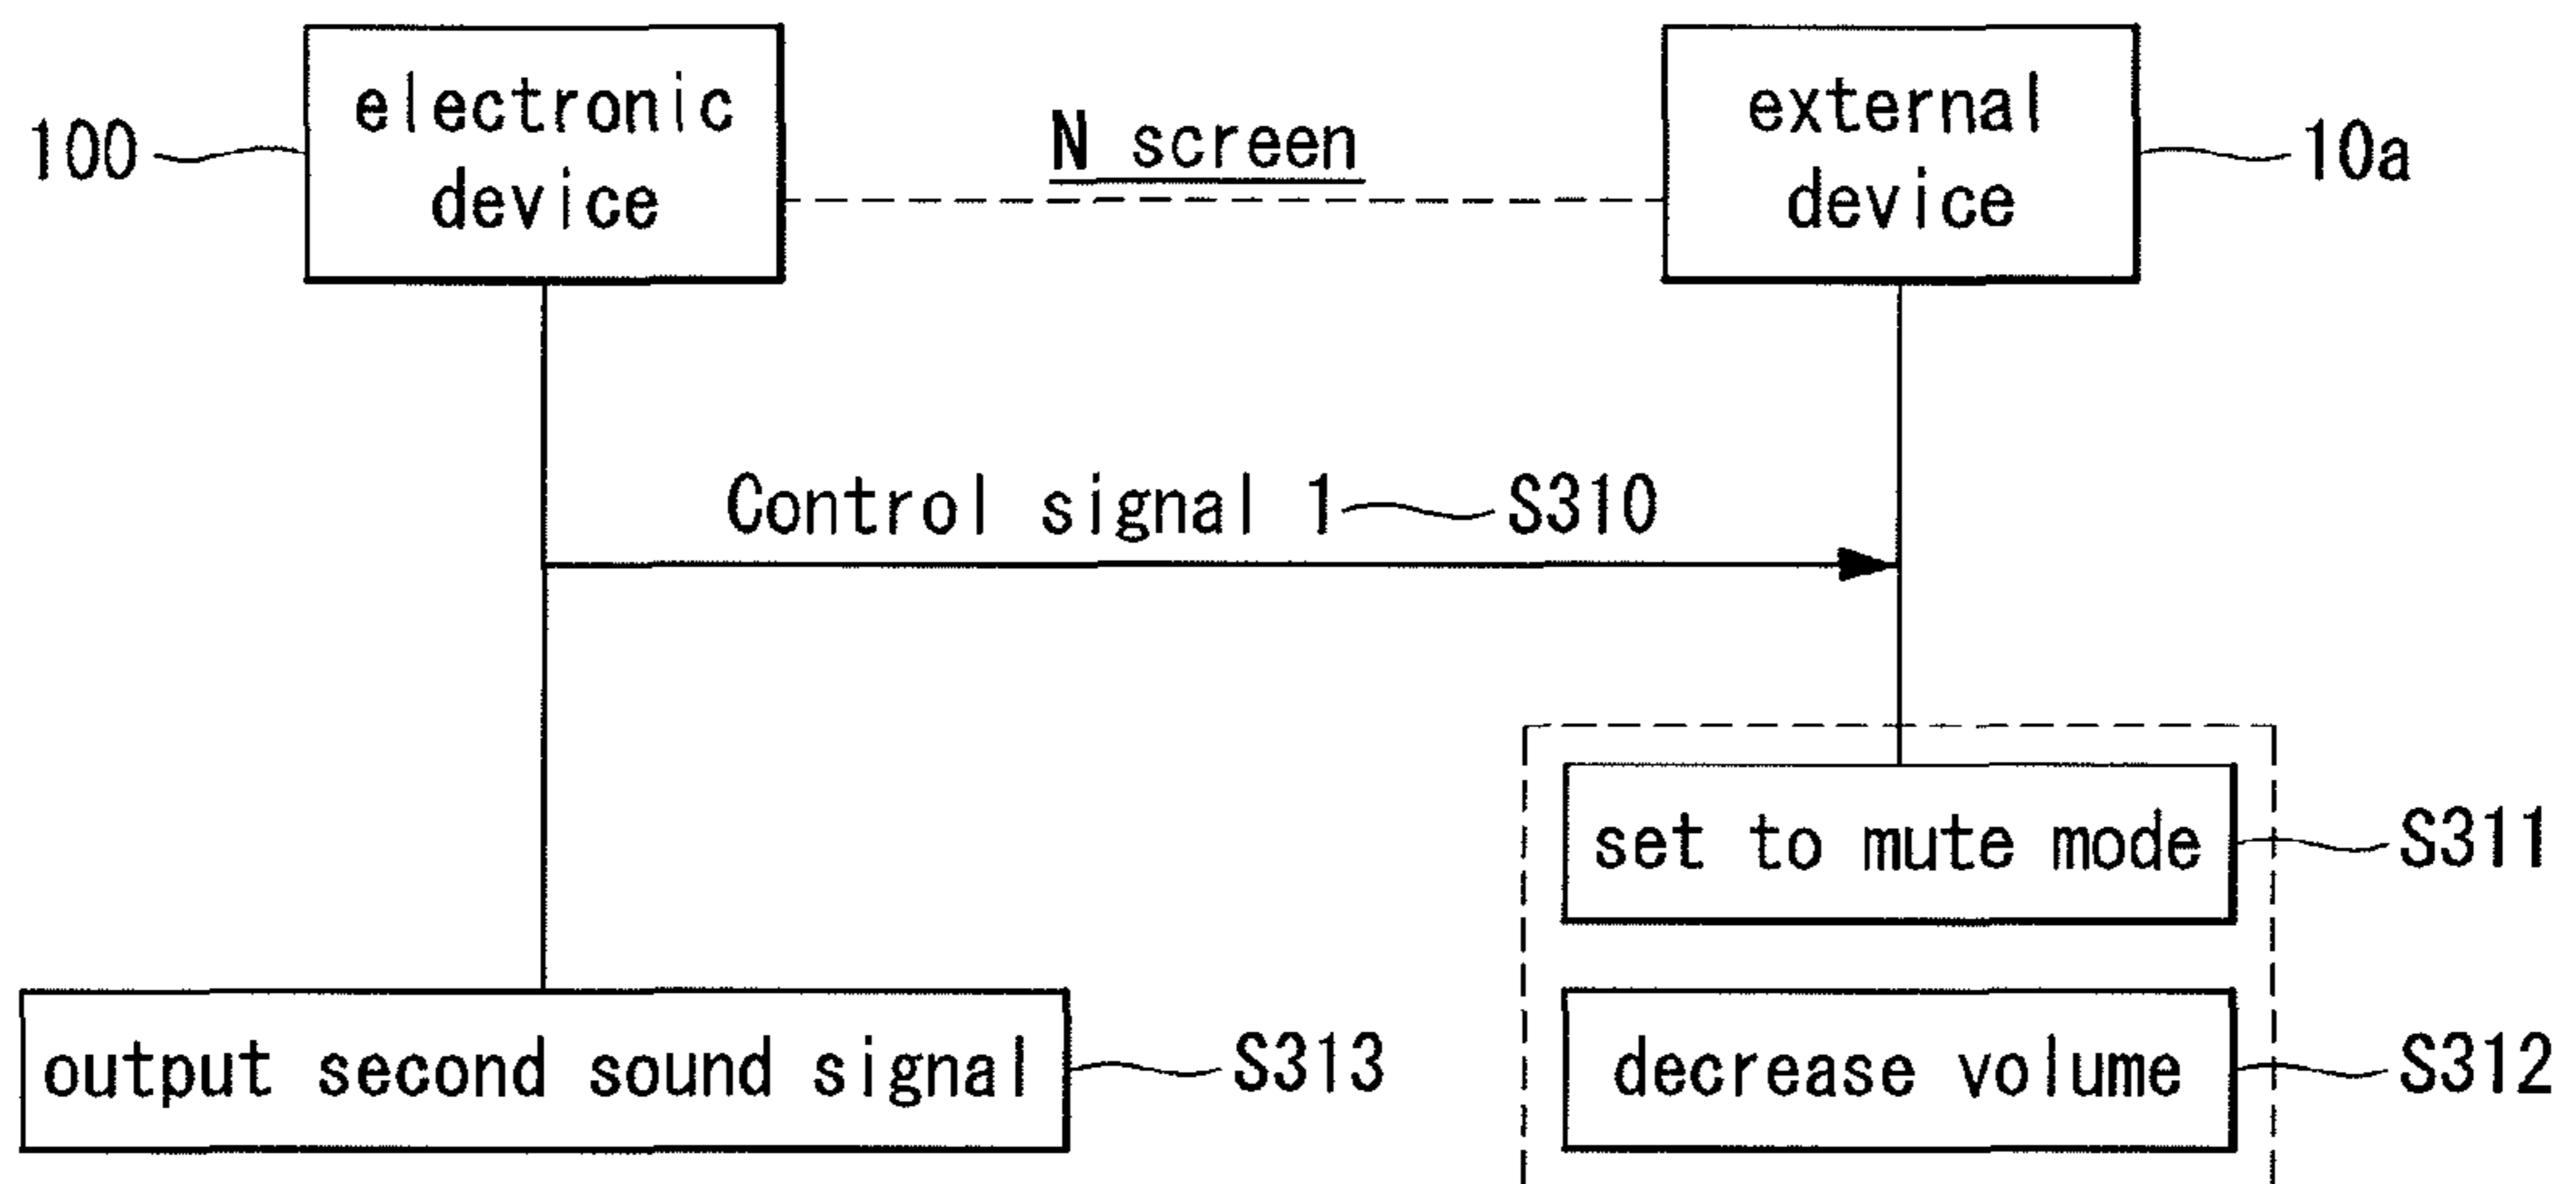 100
electronic
device
N screen
external
device
10a
Control signal 1
S310
set to mute mode
S311
output second sound signal
S313
decrease volume
S312